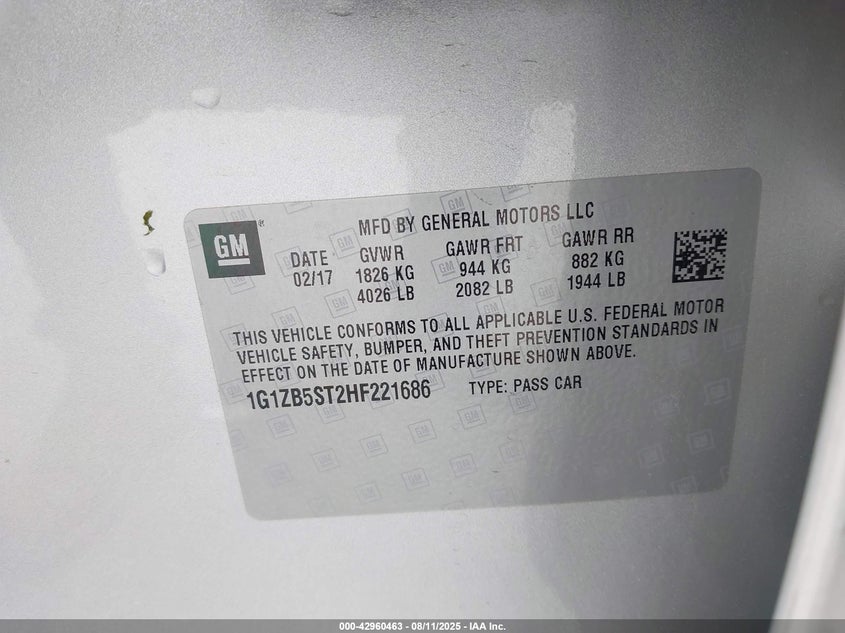 GM®
MFD BY GENERAL MOTORS LLC
DATE GVWR GAWR FRT GAWR RR
02/17 1826 KG 944 KG 882 KG
4026 LB 2082 LB 1944 LB
THIS VEHICLE CONFORMS TO ALL APPLICABLE U.S. FEDERAL MOTOR
VEHICLE SAFETY, BUMPER, AND THEFT PREVENTION STANDARDS IN
EFFECT ON THE DATE OF MANUFACTURE SHOWN ABOVE.
1G1ZB5ST2HF221686 TYPE: PASS CAR
000-42960463 - 08/11/2025 - IAA Inc.